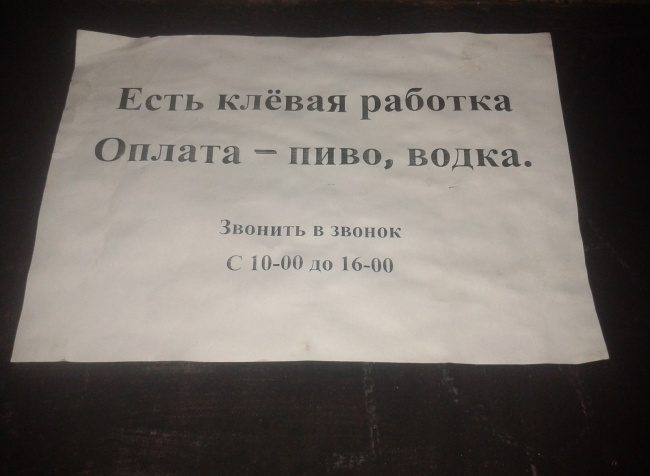 Есть клёвая работка
Оплата – пиво, водка.
Звонить в звонок
С 10-00 до 16-00